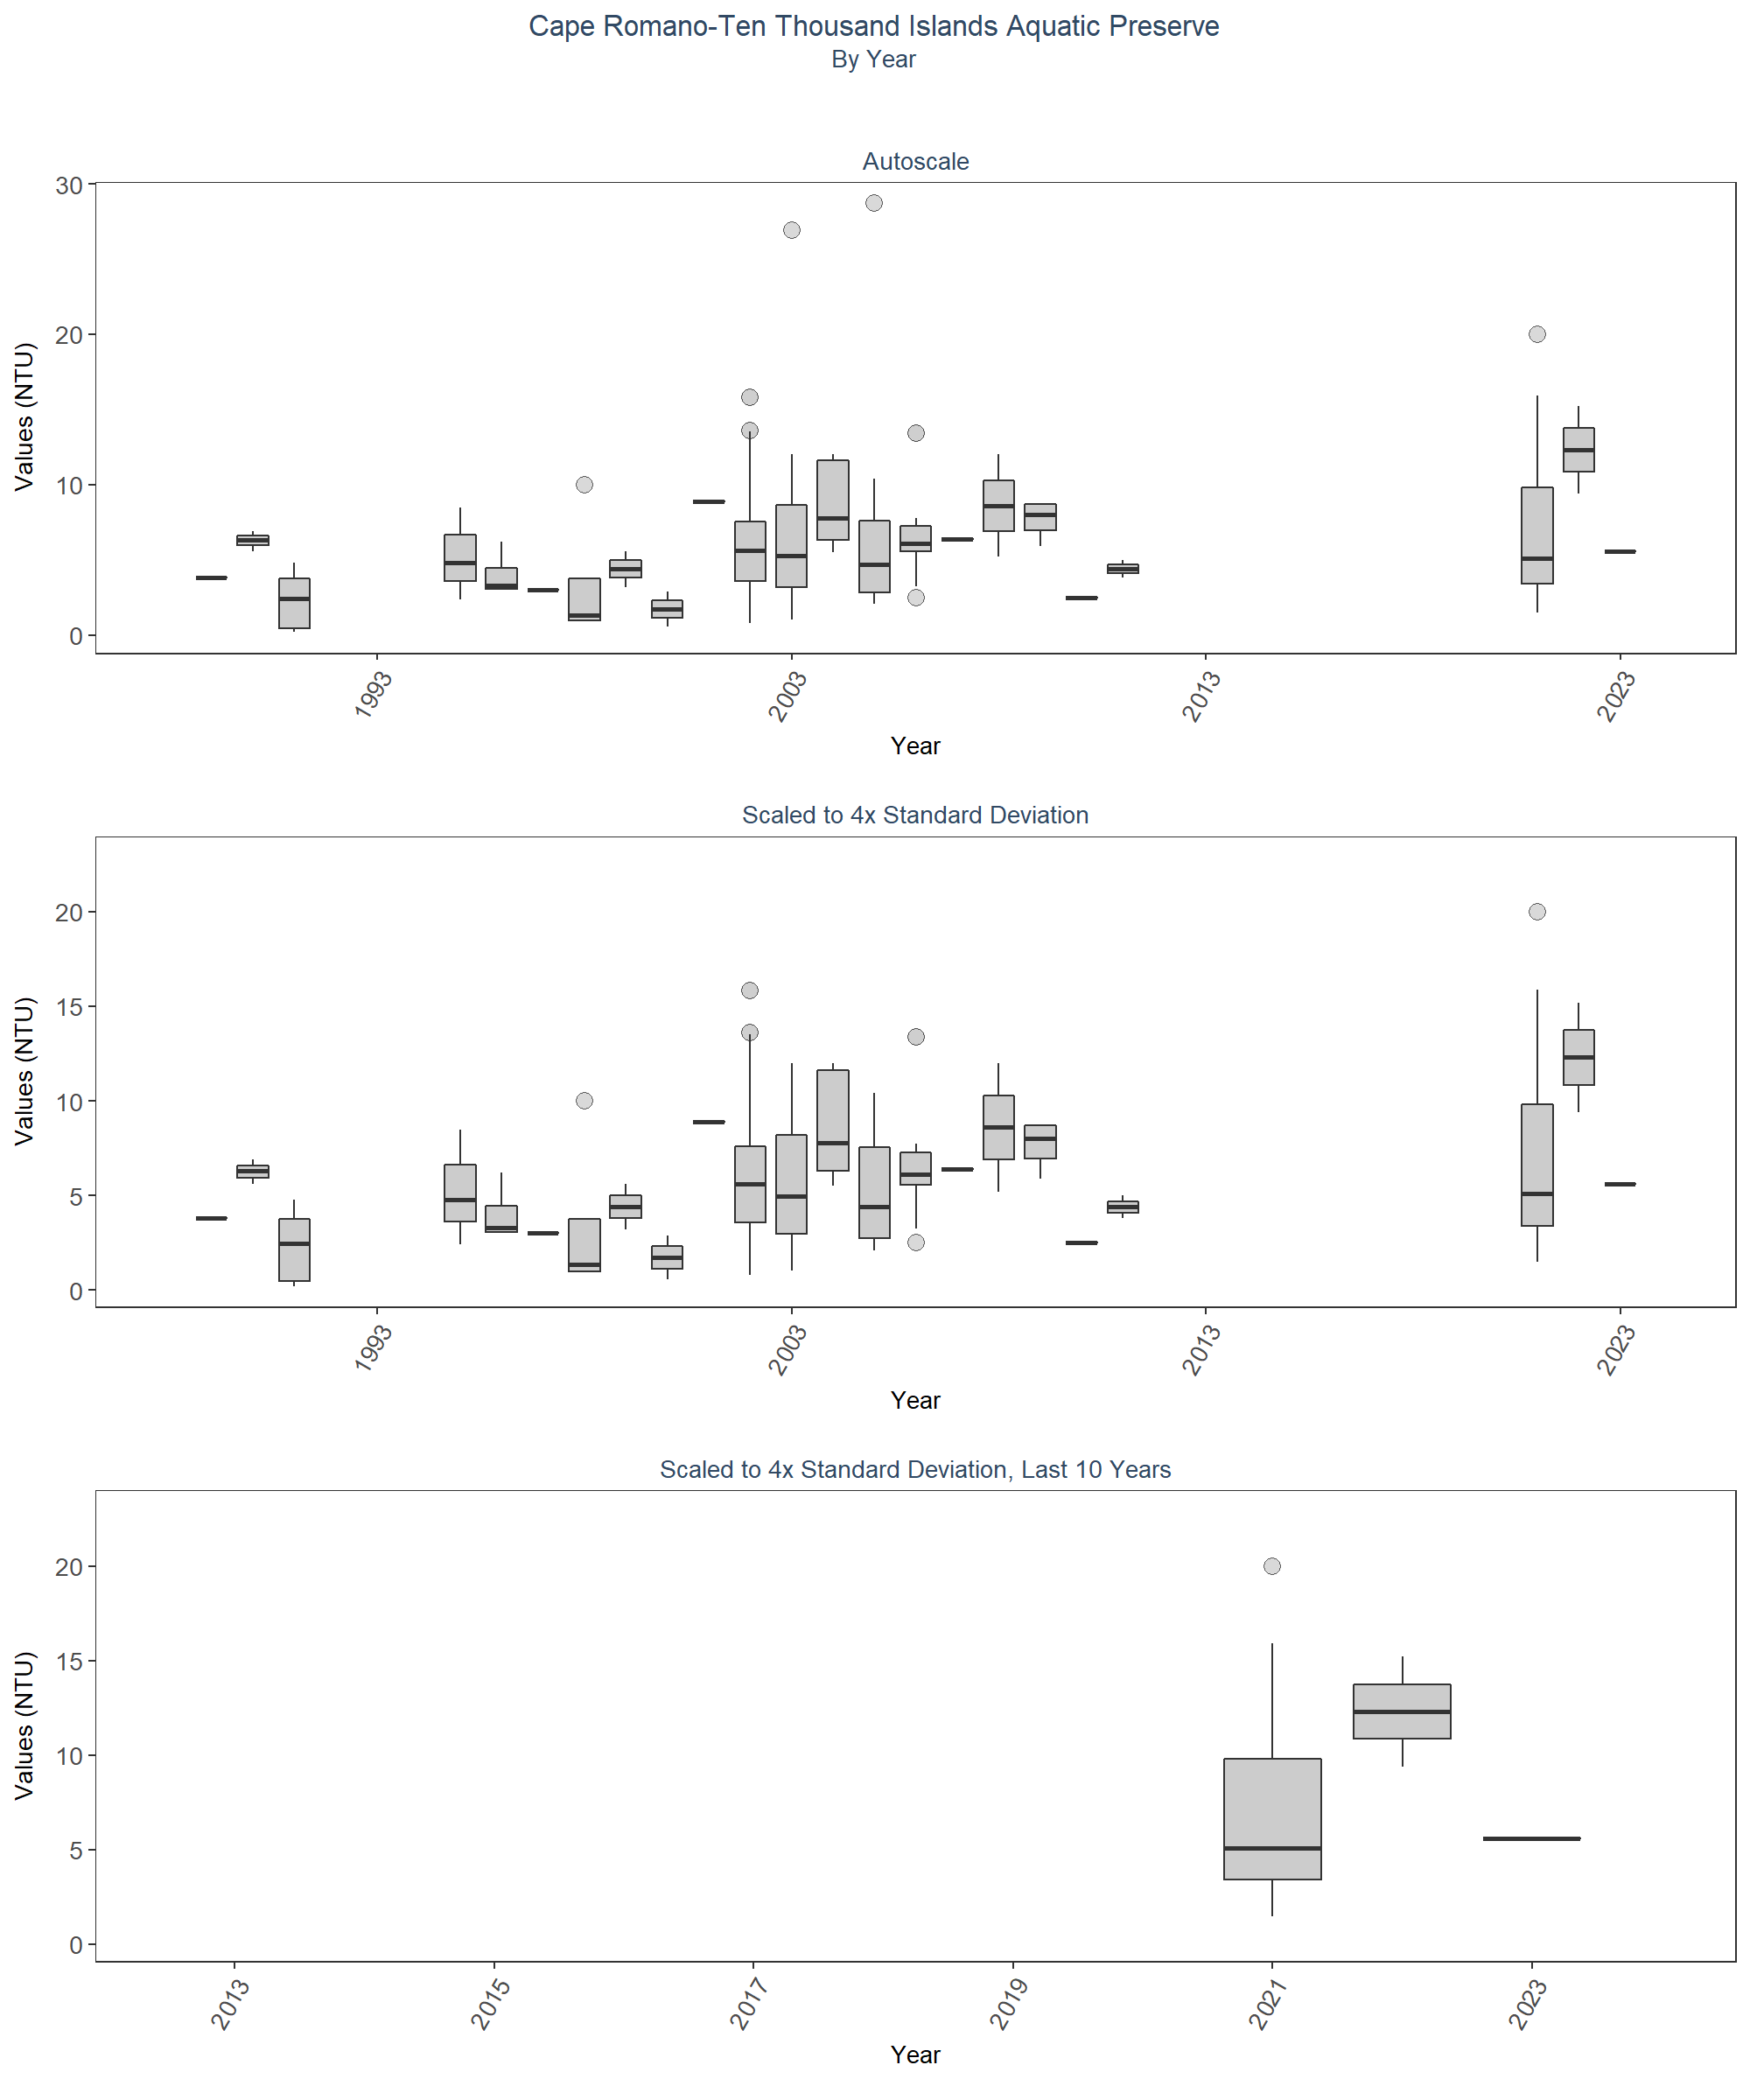 Cape Romano-Ten Thousand Islands Aquatic Preserve
By Year
Autoscale
Values (NTU)
30
20
10
0
1993
2003
2013
2023
Year
Scaled to 4x Standard Deviation
Values (NTU)
20
15
10
5
0
1993
2003
2013
2023
Year
Scaled to 4x Standard Deviation, Last 10 Years
Values (NTU)
20
15
10
5
0
2013
2015
2017
2019
2021
2023
Year